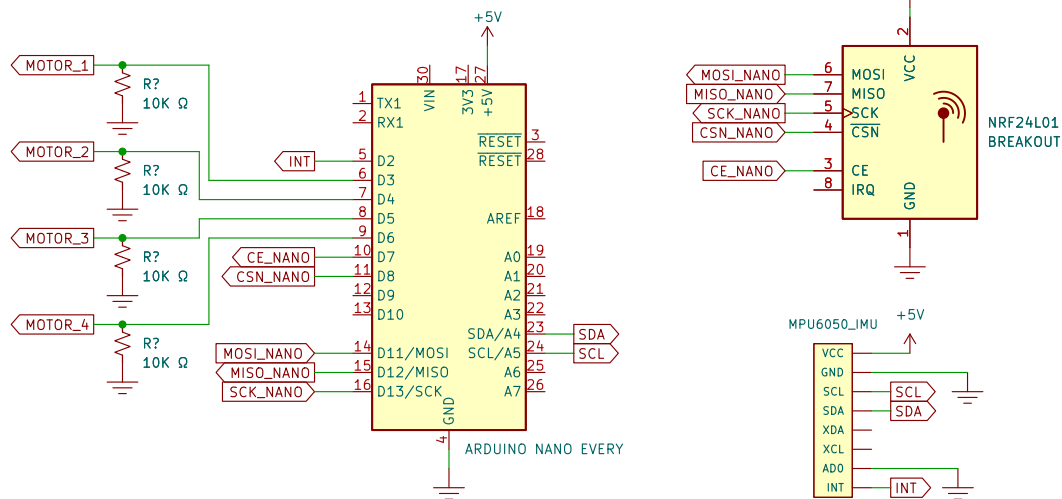 +5V
MOTOR_1
R?
10K Ω
MOTOR_2
R?
10K Ω
MOTOR_3
R?
10K Ω
MOTOR_4
R?
10K Ω
INT
CE_NANO
CSN_NANO
MOSI_NANO
MISO_NANO
SCK_NANO
30
17
27
VIN
3V3
+5V
1 TX1
2 RX1
5 D2
6 D3
7 D4
8 D5
9 D6
10 D7
11 D8
12 D9
13 D10
14 D11/MOSI
15 D12/MISO
16 D13/SCK
RESET 3
RESET 28
AREF 18
A0 19
A1 20
A2 21
A3 22
SDA/A4 23
SCL/A5 24
A6 25
A7 26
SDA
SCL
GND
4
ARDUINO NANO EVERY
2
VCC
MOSI_NANO 6 MOSI
MISO_NANO 7 MISO
SCK_NANO 5 SCK
CSN_NANO 4 CSN
CE_NANO 3 CE
8 IRQ
GND
1
NRF24L01
BREAKOUT
+5V
MPU6050_IMU
VCC
GND
SCL SCL
SDA SDA
XDA
XCL
AD0
INT INT